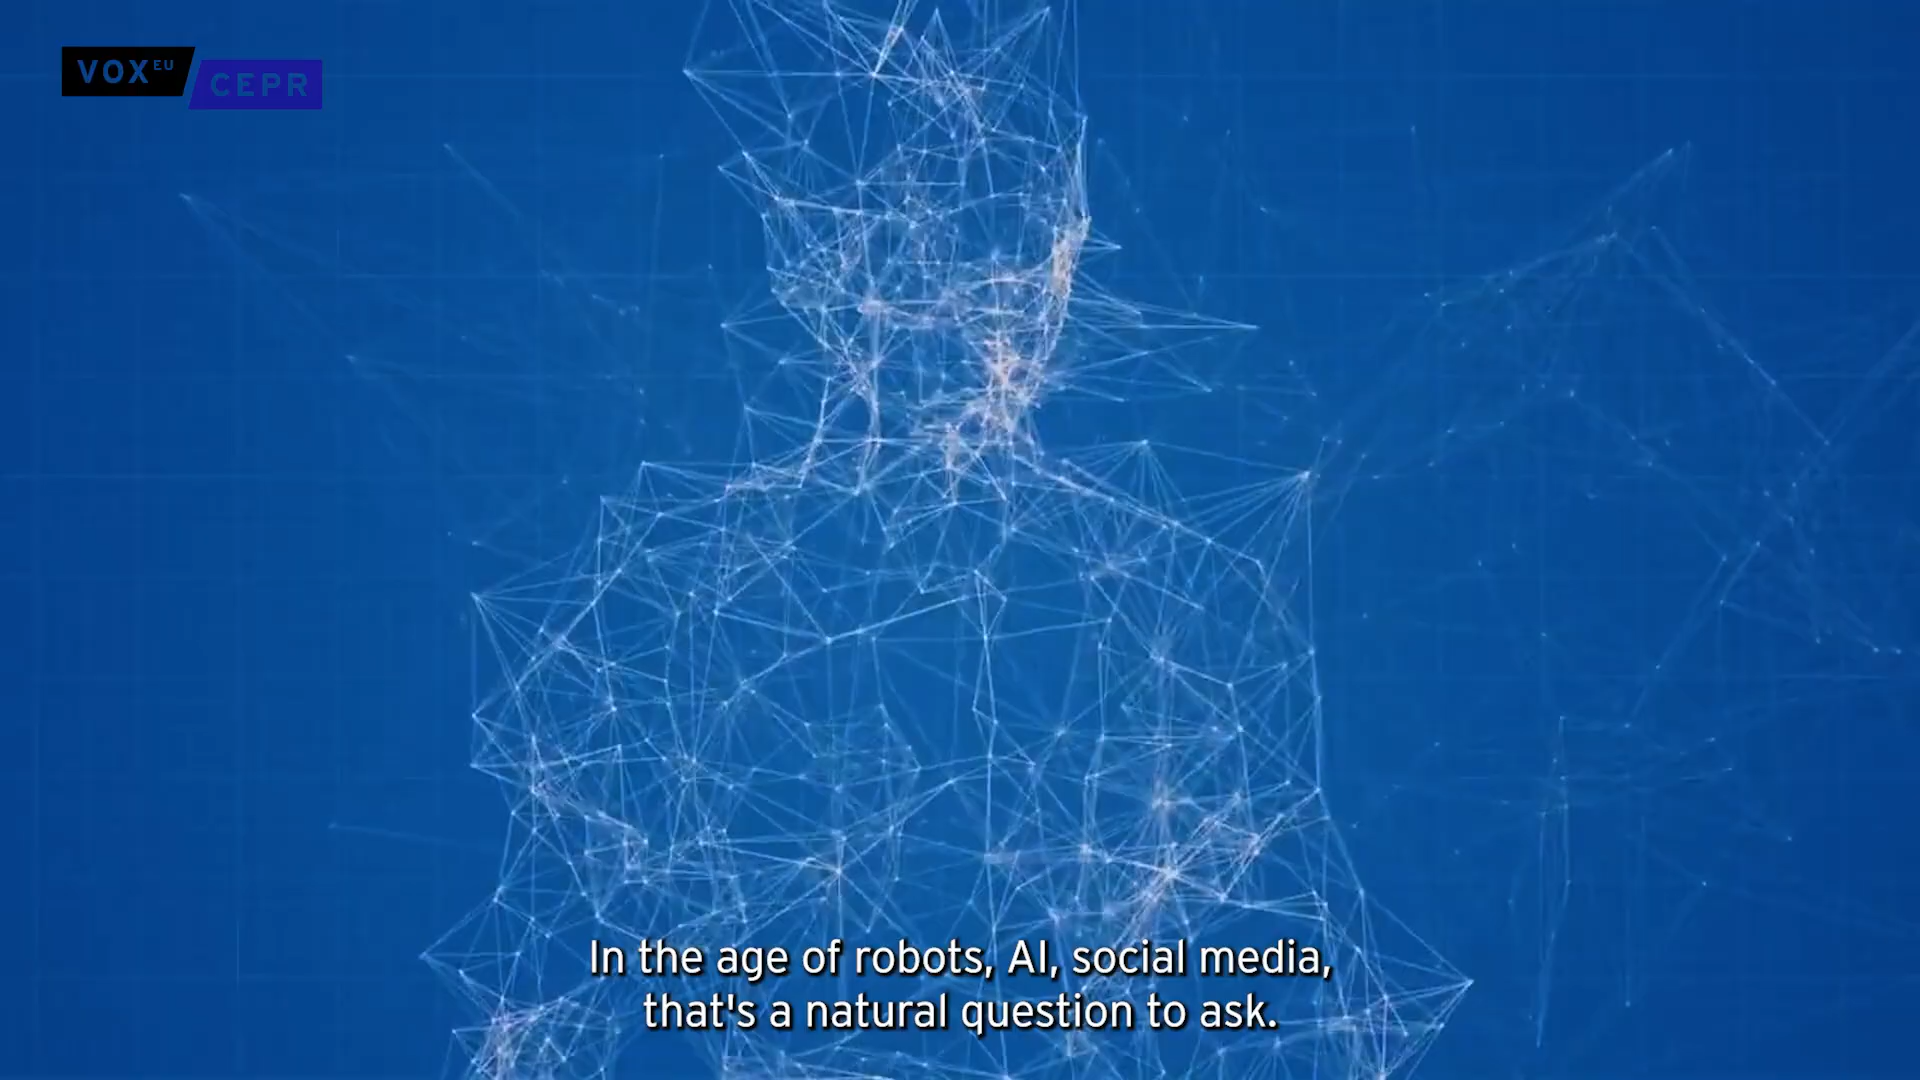 VOX EU
CEPR
In the age of robots, AI, social media,
that's a natural question to ask.